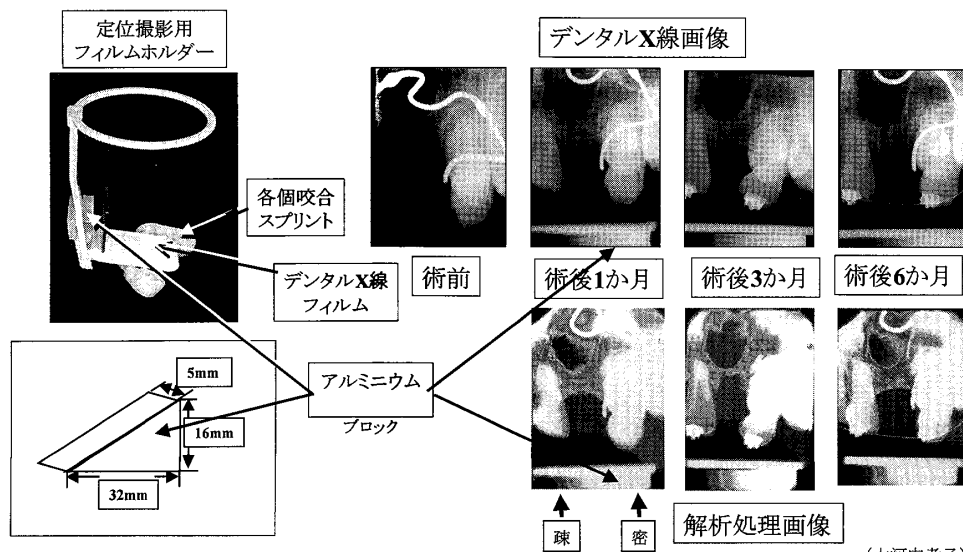 定位撮影用
フィルムホルダー
デンタルX線画像
各個咬合
スプリント
デンタルX線
フィルム
術前
術後1か月
術後3か月
術後6か月
5mm
16mm
32mm
アルミニウム
ブロック
疎
密
解析処理画像